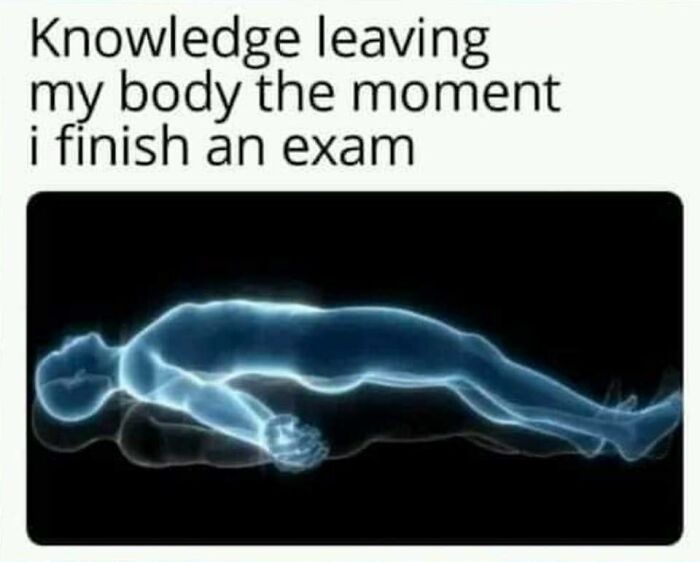 Knowledge leaving
my body the moment
i finish an exam